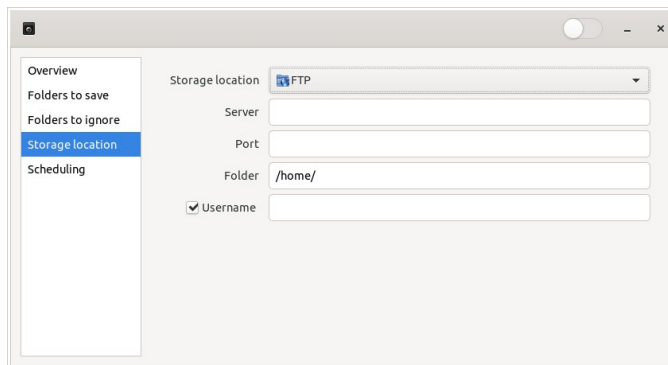 Overview
Folders to save
Folders to ignore
Storage location
Scheduling
Storage location FTP
Server
Port
Folder /home/
Username